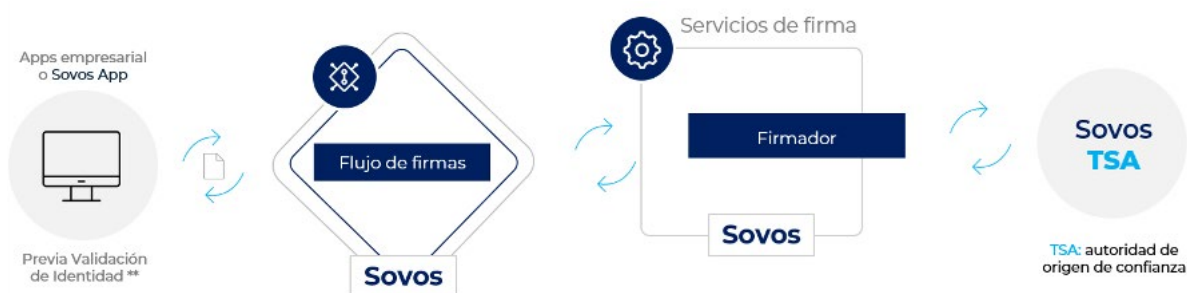 Apps empresarial
o Sovos App
Previa Validación
de Identidad **
Flujo de firmas
Sovos
Servicios de firma
Firmador
Sovos
Sovos
TSA
TSA: autoridad de
origen de confianza